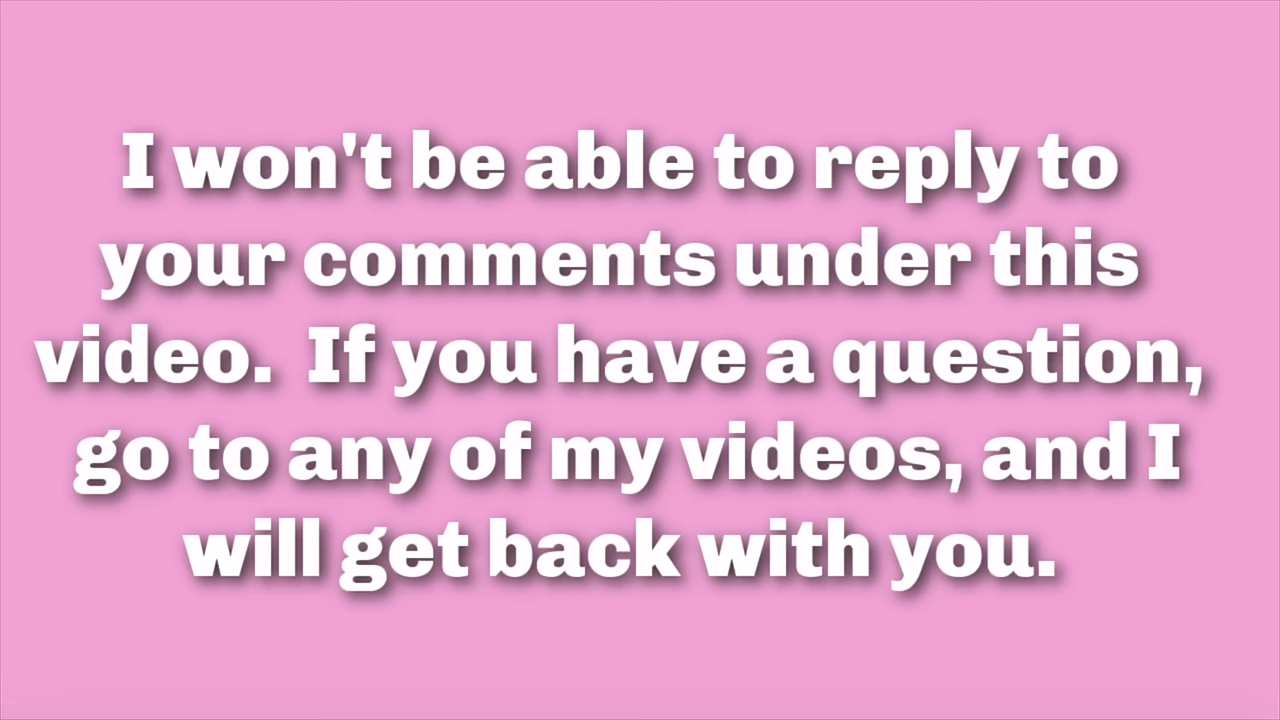 I won't be able to reply to
your comments under this
video.  If you have a question,
go to any of my videos, and I
will get back with you.